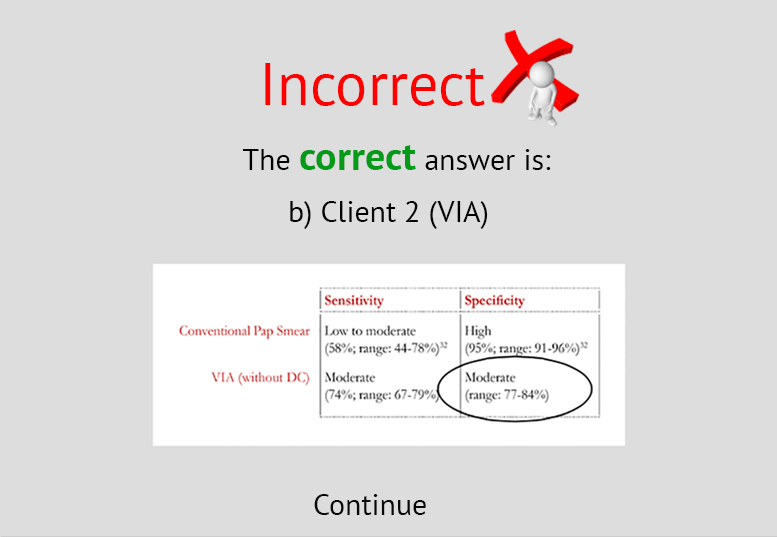 Incorrect
The correct answer is:
b) Client 2 (VIA)
Sensitivity Specificity
Conventional Pap Smear Low to moderate High
(58%; range: 44-78%)32 (95%; range: 91-96%)32
VIA (without DC) Moderate Moderate
(74%; range: 67-79%) (range: 77-84%)
Continue